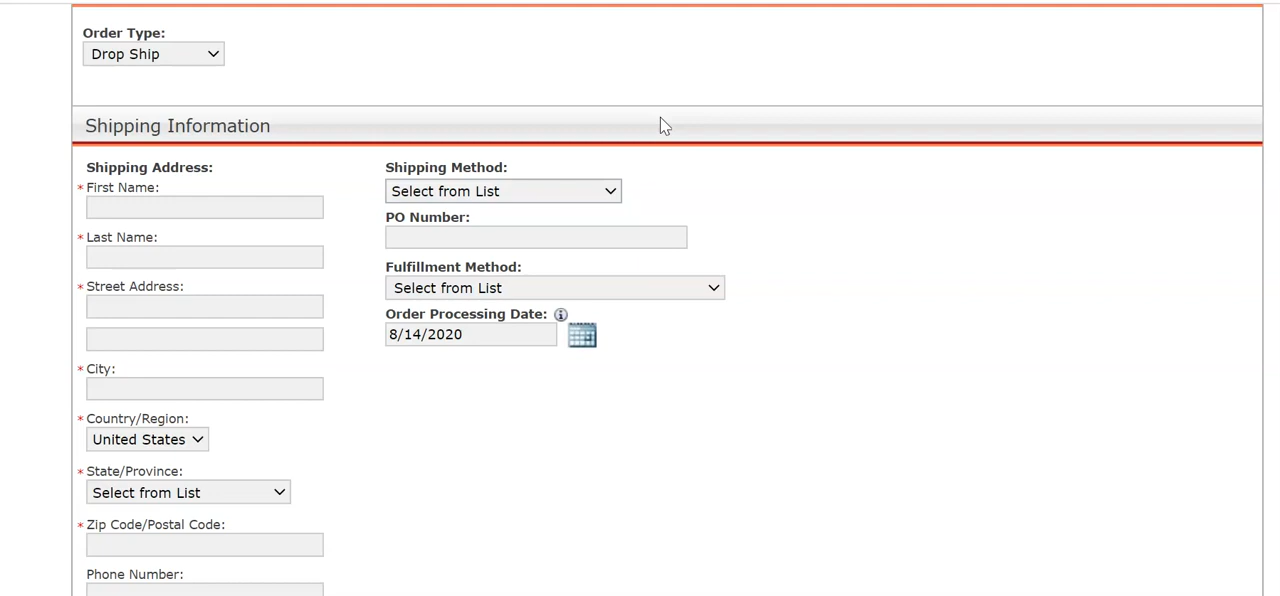 Order Type:
Drop Ship
Shipping Information
Shipping Address:
* First Name:
* Last Name:
* Street Address:
* City:
* Country/Region:
United States
* State/Province:
Select from List
* Zip Code/Postal Code:
Phone Number:
Shipping Method:
Select from List
PO Number:
Fulfillment Method:
Select from List
Order Processing Date:
8/14/2020